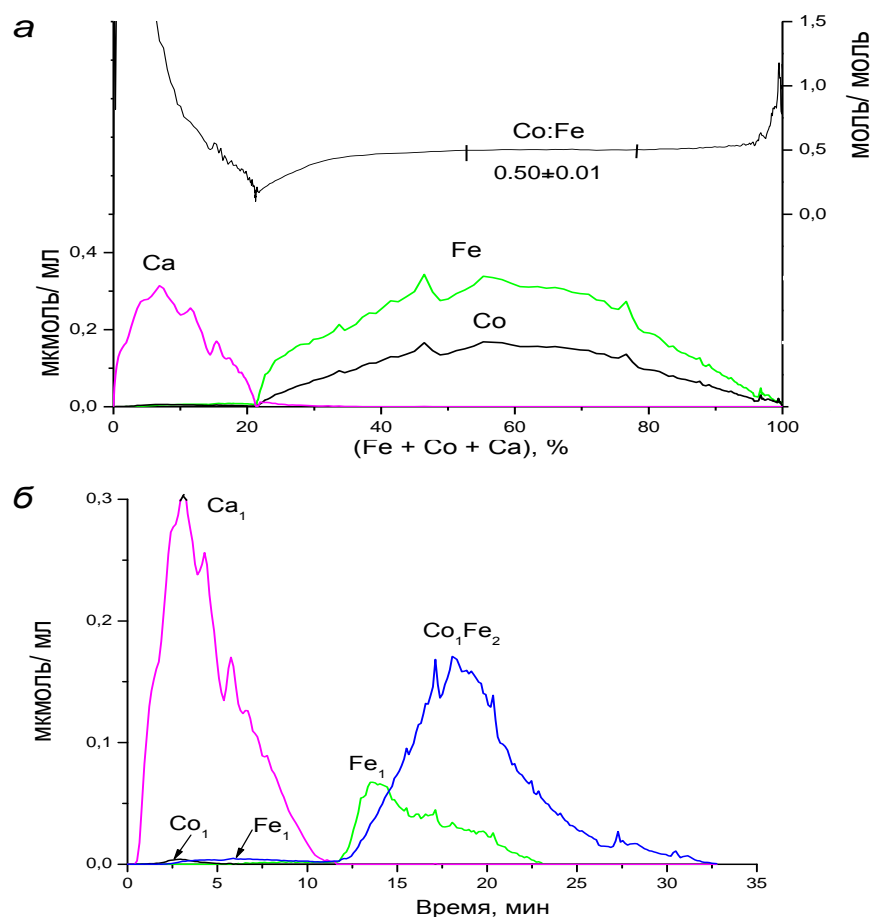 а
1,5
1,0
0,5
0,0
моль/ моль
Co:Fe
0.50±0.01
0,4
0,2
0,0
мкмоль/ мл
Ca
Fe
Co
0 20 40 60 80 100
(Fe + Co + Ca), %
б
0,3
0,2
0,1
0,0
мкмоль/ мл
Ca1
Co1Fe2
Fe1
Co1
Fe1
0 5 10 15 20 25 30 35
Время, мин